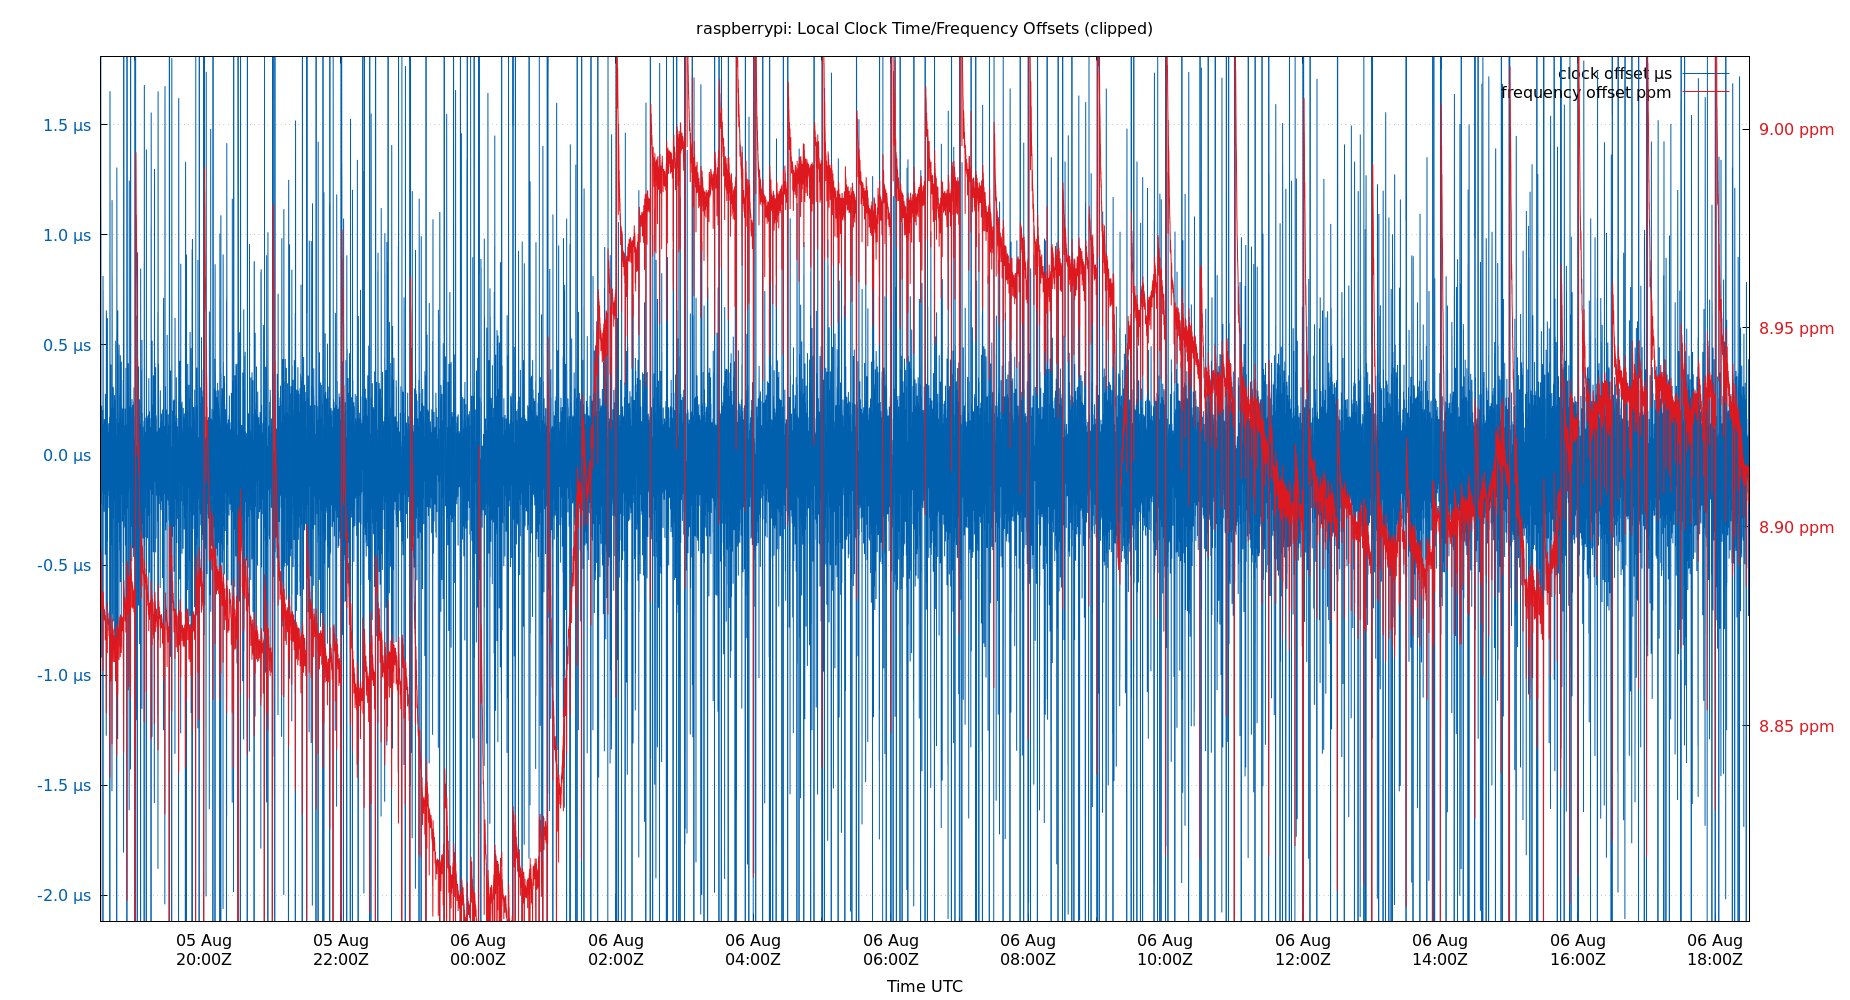 raspberrypi: Local Clock Time/Frequency Offsets (clipped)
clock offset µs
frequency offset ppm
1.5 µs
1.0 µs
0.5 µs
0.0 µs
-0.5 µs
-1.0 µs
-1.5 µs
-2.0 µs
9.00 ppm
8.95 ppm
8.90 ppm
8.85 ppm
05 Aug
20:00Z
05 Aug
22:00Z
06 Aug
00:00Z
06 Aug
02:00Z
06 Aug
04:00Z
06 Aug
06:00Z
06 Aug
08:00Z
06 Aug
10:00Z
06 Aug
12:00Z
06 Aug
14:00Z
06 Aug
16:00Z
06 Aug
18:00Z
Time UTC